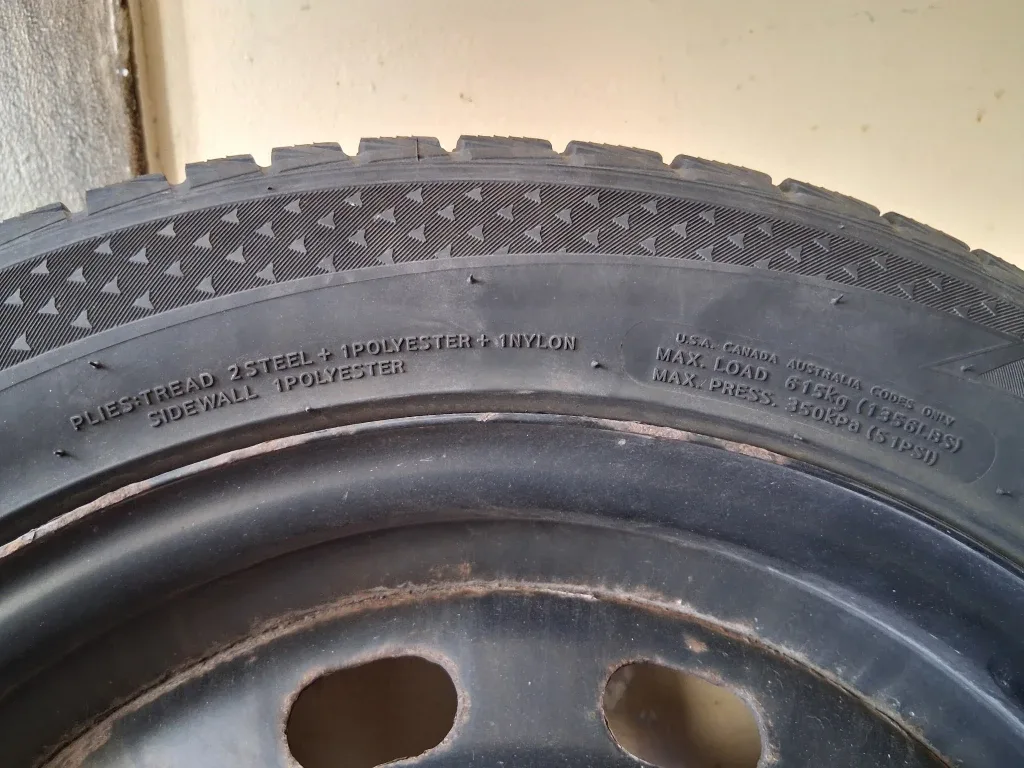 PLIES:TREAD 2STEEL + 1POLYESTER + 1NYLON
SIDEWALL 1POLYESTER
U.S.A. CANADA AUSTRALIA CODES ONLY
MAX. LOAD 615kg (1356LBS)
MAX. PRESS. 350kPa (51PSI)